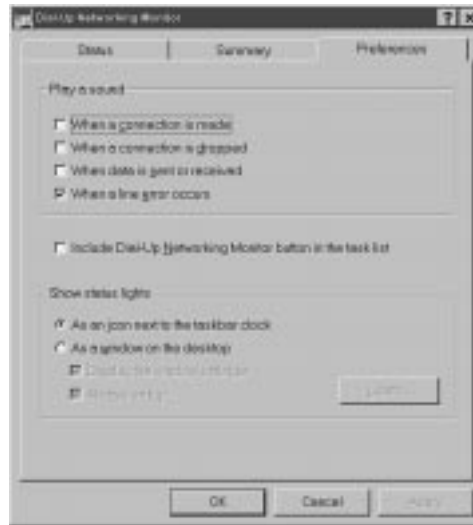 Dial-Up Networking Monitor
Status
Summary
Preferences
Play a sound
When a connection is made
When a connection is dropped
When data is sent or received
When a line error occurs
Include Dial-Up Networking Monitor button in the task list
Show status lights
As an icon next to the taskbar clock
As a window on the desktop
OK
Cancel
Apply